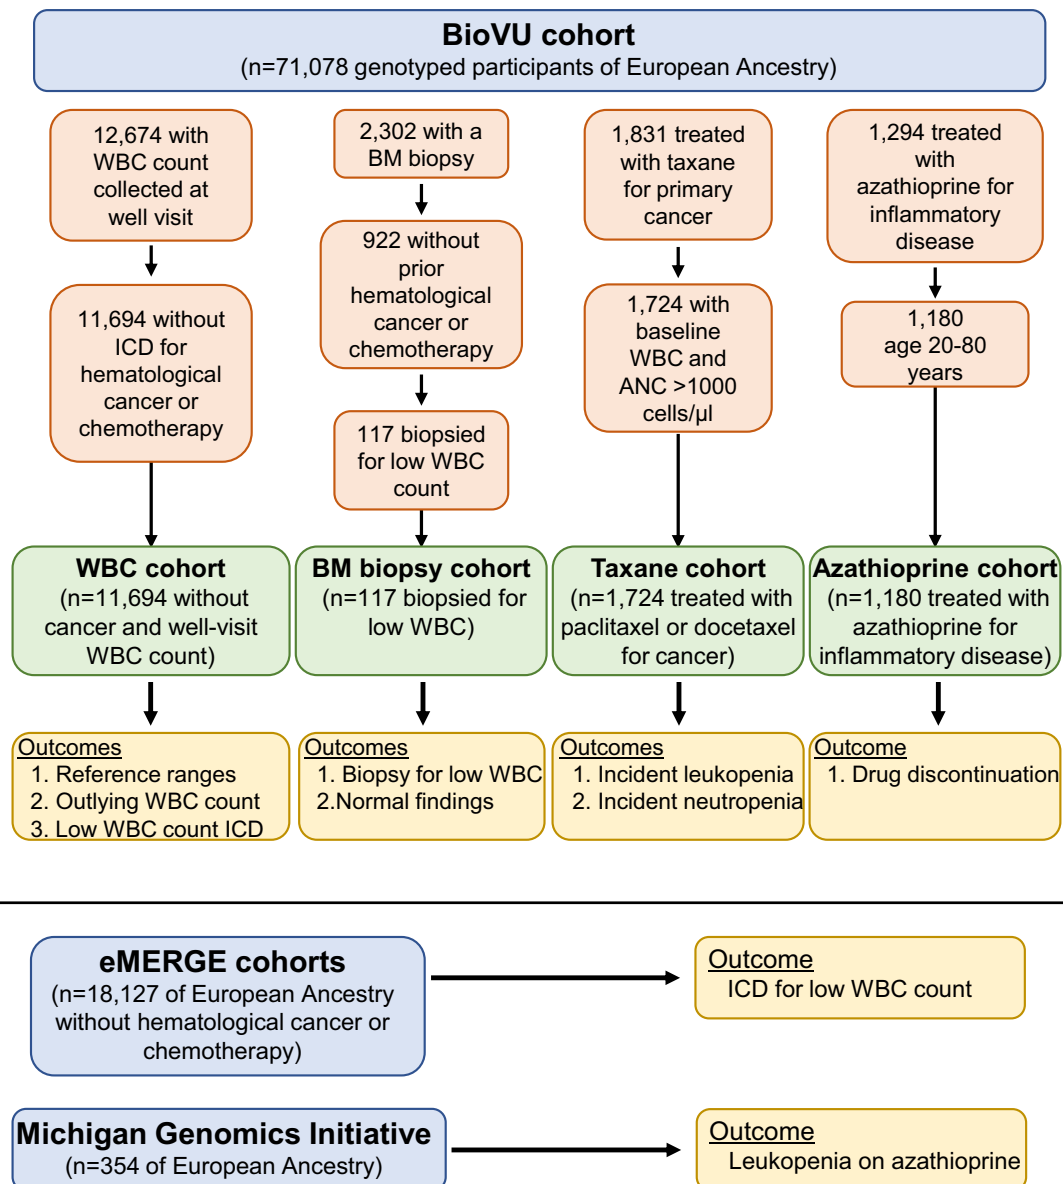 BioVU cohort
(n=71,078 genotyped participants of European Ancestry)
12,674 with
WBC count
collected at
well visit
11,694 without
ICD for
hematological
cancer or
chemotherapy
WBC cohort
(n=11,694 without
cancer and well-visit
WBC count)
Outcomes
1. Reference ranges
2. Outlying WBC count
3. Low WBC count ICD
2,302 with a
BM biopsy
922 without
prior
hematological
cancer or
chemotherapy
117 biopsied
for low WBC
count
BM biopsy cohort
(n=117 biopsied for
low WBC)
Outcomes
1. Biopsy for low WBC
2.Normal findings
1,831 treated
with taxane
for primary
cancer
1,724 with
baseline
WBC and
ANC >1000
cells/µl
Taxane cohort
(n=1,724 treated with
paclitaxel or docetaxel
for cancer)
Outcomes
1. Incident leukopenia
2. Incident neutropenia
1,294 treated
with
azathioprine for
inflammatory
disease
1,180
age 20-80
years
Azathioprine cohort
(n=1,180 treated with
azathioprine for
inflammatory disease)
Outcome
1. Drug discontinuation
eMERGE cohorts
(n=18,127 of European Ancestry
without hematological cancer or
chemotherapy)
Outcome
ICD for low WBC count
Michigan Genomics Initiative
(n=354 of European Ancestry)
Outcome
Leukopenia on azathioprine